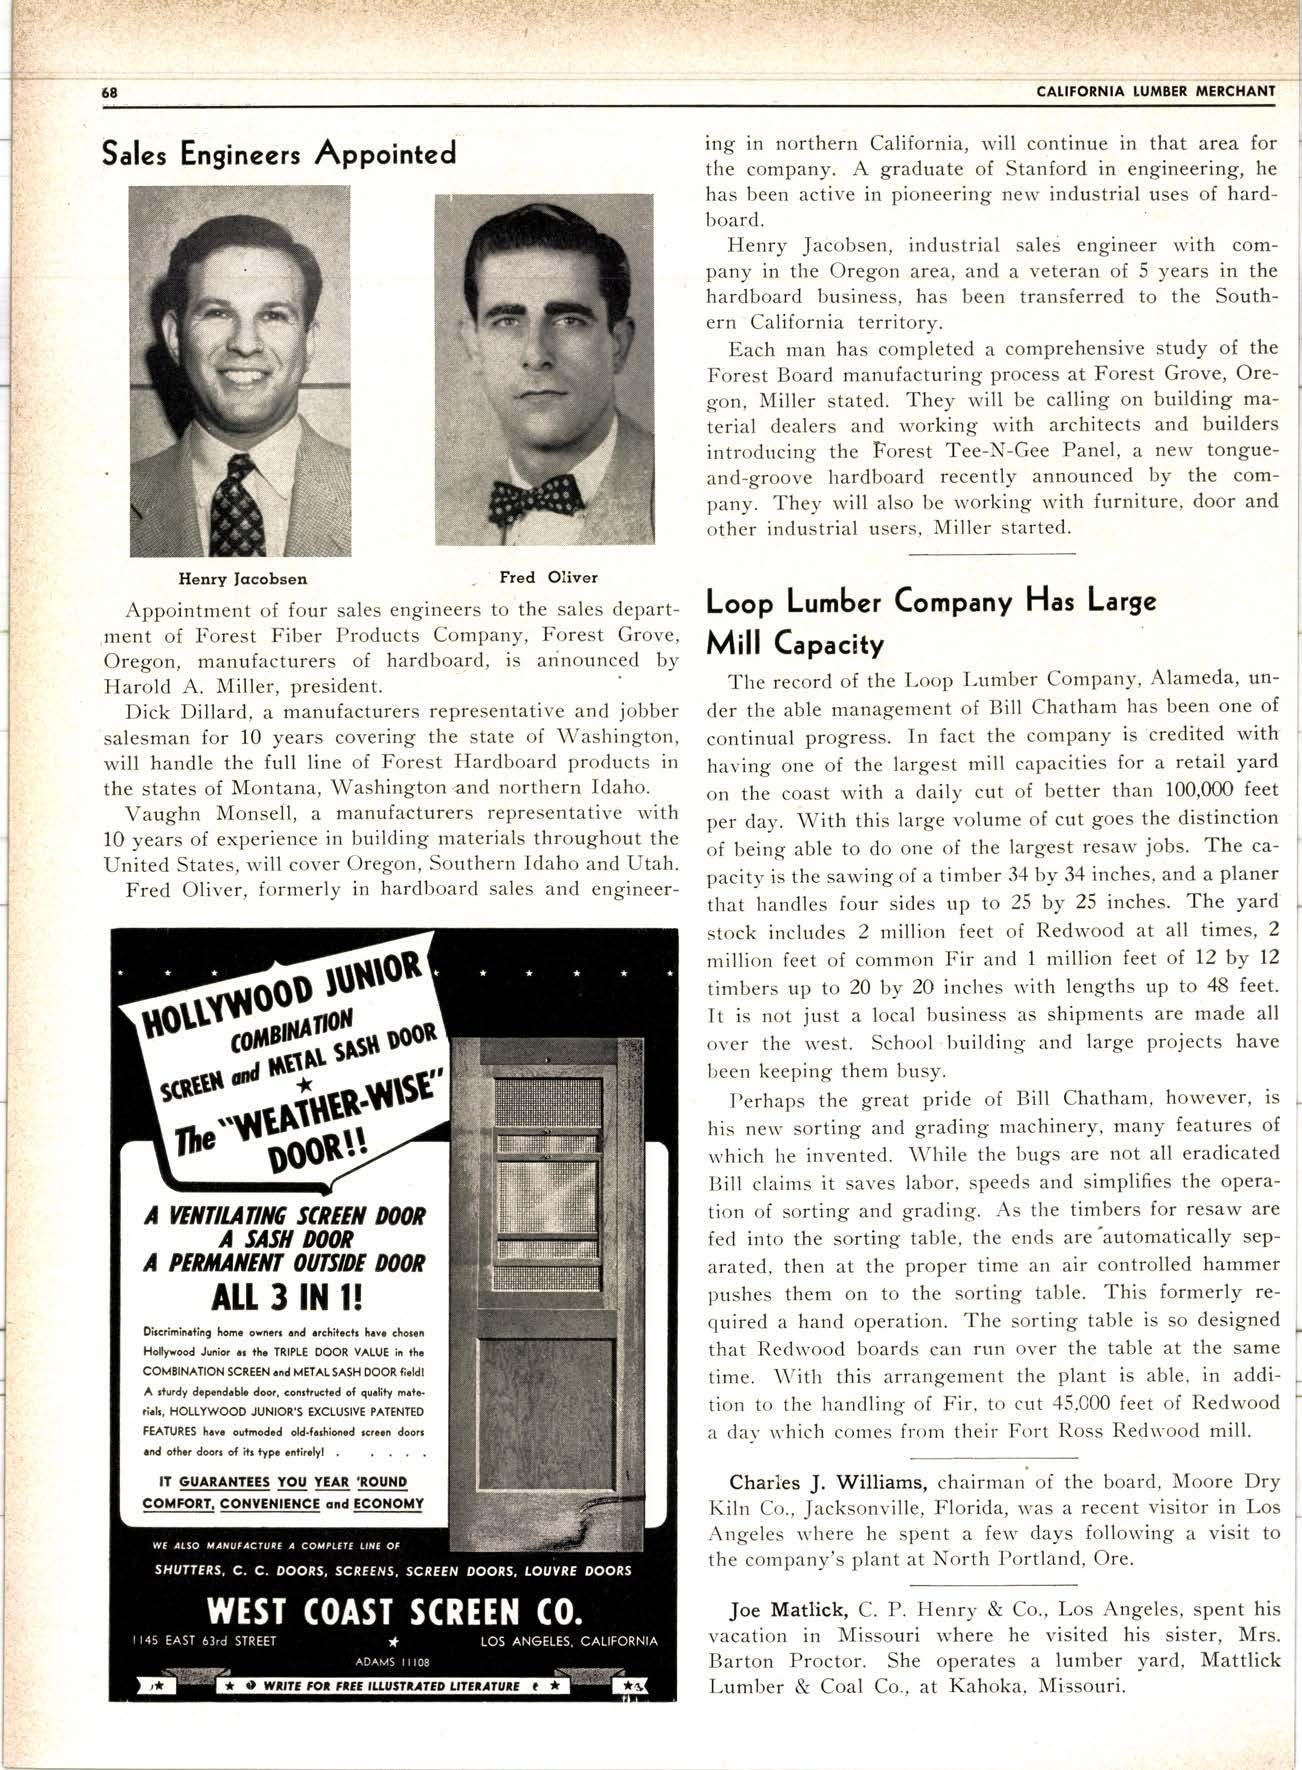 68
CALIFORNIA LUMBER MERCHANT
Sales Engineers Appointed
Henry Jacobsen
Fred Oliver
Appointment of four sales engineers to the sales depart-
ment of Forest Fiber Products Company, Forest Grove,
Oregon, manufacturers of hardboard, is announced by
Harold A. Miller, president.
Dick Dillard, a manufacturers representative and jobber
salesman for 10 years covering the state of Washington,
will handle the full line of Forest Hardboard products in
the states of Montana, Washington and northern Idaho.
Vaughn Monsell, a manufacturers representative with
10 years of experience in building materials throughout the
United States, will cover Oregon, Southern Idaho and Utah.
Fred Oliver, formerly in hardboard sales and engineer-
ing in northern California, will continue in that area for
the company. A graduate of Stanford in engineering, he
has been active in pioneering new industrial uses of hard-
board.
Henry Jacobsen, industrial sales engineer with com-
pany in the Oregon area, and a veteran of 5 years in the
hardboard business, has been transferred to the South-
ern California territory.
Each man has completed a comprehensive study of the
Forest Board manufacturing process at Forest Grove, Ore-
gon, Miller stated. They will be calling on building ma-
terial dealers and working with architects and builders
introducing the Forest Tee-N-Gee Panel, a new tongue-
and-groove hardboard recently announced by the com-
pany. They will also be working with furniture, door and
other industrial users, Miller started.
Loop Lumber Company Has Large
Mill Capacity
The record of the Loop Lumber Company, Alameda, un-
der the able management of Bill Chatham has been one of
continual progress. In fact the company is credited with
having one of the largest mill capacities for a retail yard
on the coast with a daily cut of better than 100,000 feet
per day. With this large volume of cut goes the distinction
of being able to do one of the largest resaw jobs. The ca-
pacity is the sawing of a timber 34 by 34 inches, and a planer
that handles four sides up to 25 by 25 inches. The yard
stock includes 2 million feet of Redwood at all times, 2
million feet of common Fir and 1 million feet of 12 by 12
timbers up to 20 by 20 inches with lengths up to 48 feet.
It is not just a local business as shipments are made all
over the west. School building and large projects have
been keeping them busy.
Perhaps the great pride of Bill Chatham, however, is
his new sorting and grading machinery, many features of
which he invented. While the bugs are not all eradicated
Bill claims it saves labor, speeds and simplifies the opera-
tion of sorting and grading. As the timbers for resaw are
fed into the sorting table, the ends are automatically sep-
arated, then at the proper time an air controlled hammer
pushes them on to the sorting table. This formerly re-
quired a hand operation. The sorting table is so designed
that Redwood boards can run over the table at the same
time. With this arrangement the plant is able, in addi-
tion to the handling of Fir, to cut 45,000 feet of Redwood
a day which comes from their Fort Ross Redwood mill.
Charles J. Williams, chairman of the board, Moore Dry
Kiln Co., Jacksonville, Florida, was a recent visitor in Los
Angeles where he spent a few days following a visit to
the company's plant at North Portland, Ore.
Joe Matlick, C. P. Henry & Co., Los Angeles, spent his
vacation in Missouri where he visited his sister, Mrs.
Barton Proctor. She operates a lumber yard, Mattlick
Lumber & Coal Co., at Kahoka, Missouri.
HOLLYWOOD JUNIOR
COMBINATION
SCREEN and METAL SASH DOOR
The "WEATHER-WISE"
DOOR!!
A VENTILATING SCREEN DOOR
A SASH DOOR
A PERMANENT OUTSIDE DOOR
ALL 3 IN 1!
Discriminating home owners and architects have chosen
Hollywood Junior as the TRIPLE DOOR VALUE in the
COMBINATION SCREEN and METAL SASH DOOR field!
A sturdy dependable door, constructed of quality mate-
rials, HOLLYWOOD JUNIOR'S EXCLUSIVE PATENTED
FEATURES have outmoded old-fashioned screen doors
and other doors of its type entirely! . . . . .
IT GUARANTEES YOU YEAR 'ROUND
COMFORT, CONVENIENCE and ECONOMY
WE ALSO MANUFACTURE A COMPLETE LINE OF
SHUTTERS, C. C. DOORS, SCREENS, SCREEN DOORS, LOUVRE DOORS
WEST COAST SCREEN CO.
1145 EAST 63rd STREET
LOS ANGELES, CALIFORNIA
ADAMS 11108
WRITE FOR FREE ILLUSTRATED LITERATURE